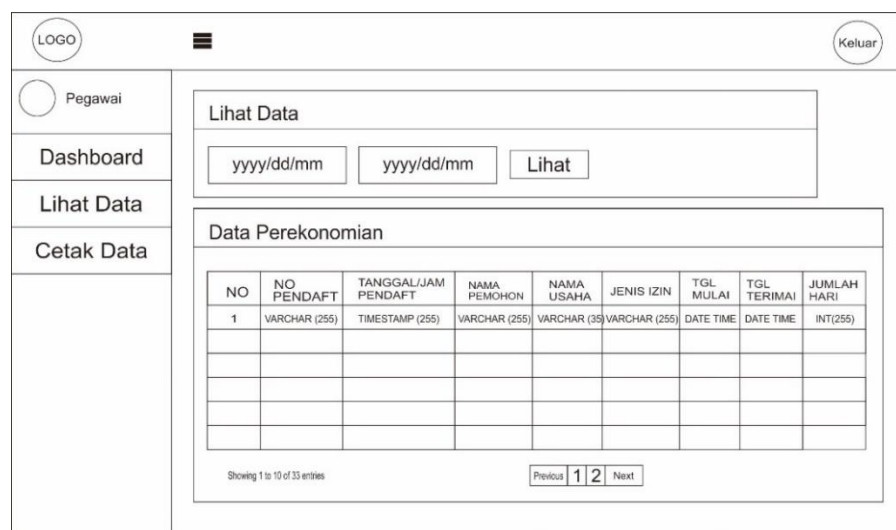 LOGO
Keluar
Pegawai
Dashboard
Lihat Data
Cetak Data
Lihat Data
yyyy/dd/mm yyyy/dd/mm Lihat
Data Perekonomian
NO NO PENDAFT TANGGAL/JAM PENDAFT NAMA PEMOHON NAMA USAHA JENIS IZIN TGL MULAI TGL TERIMAI JUMLAH HARI
1 VARCHAR (255) TIMESTAMP (255) VARCHAR (255) VARCHAR (35) VARCHAR (255) DATE TIME DATE TIME INT(255)
Showing 1 to 10 of 33 entries Previous 1 2 Next